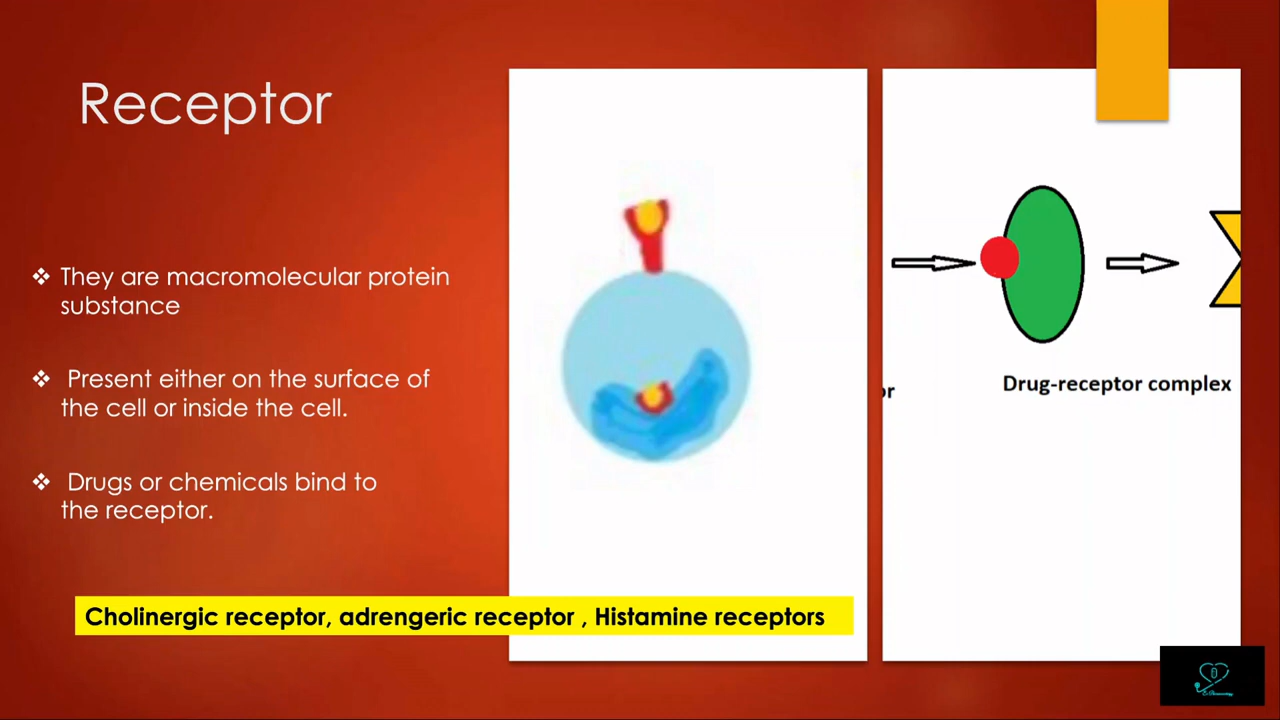 Receptor
❖ They are macromolecular protein
substance
❖ Present either on the surface of
the cell or inside the cell.
❖ Drugs or chemicals bind to
the receptor.
Cholinergic receptor, adrengeric receptor , Histamine receptors
or
Drug-receptor complex